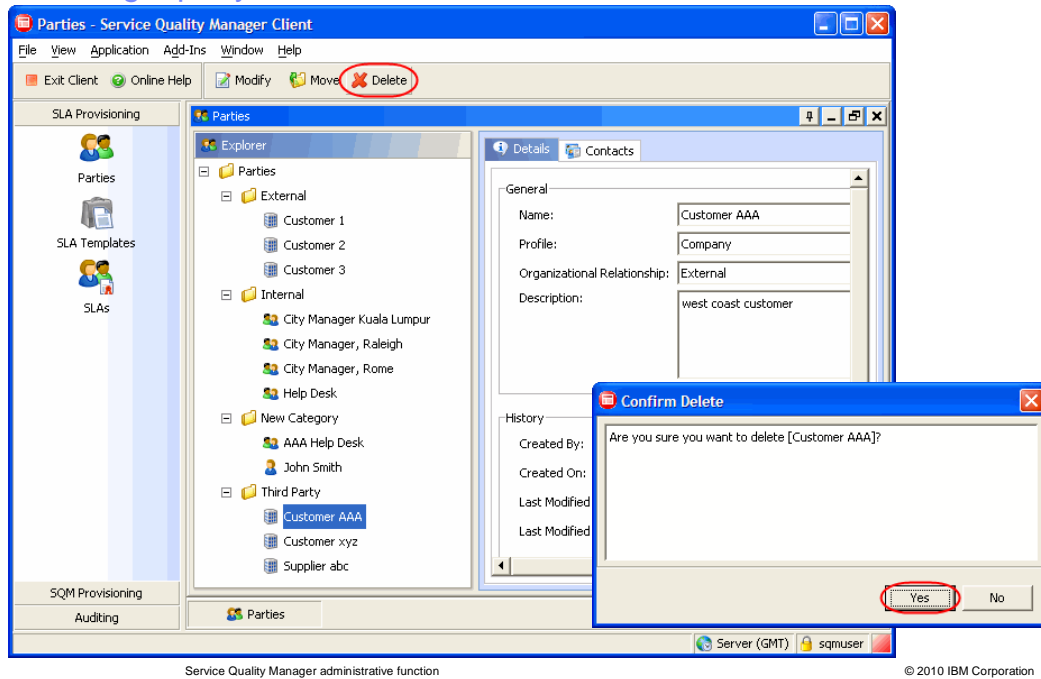 Parties - Service Quality Manager Client
File View Application Add-Ins Window Help
Exit Client Online Help Modify Move Delete
SLA Provisioning
Parties
SLA Templates
SLAs
SQM Provisioning
Auditing
Parties
Explorer
Parties
External
Customer 1
Customer 2
Customer 3
Internal
City Manager Kuala Lumpur
City Manager, Raleigh
City Manager, Rome
Help Desk
New Category
AAA Help Desk
John Smith
Third Party
Customer AAA
Customer xyz
Supplier abc
Details Contacts
General
Name: Customer AAA
Profile: Company
Organizational Relationship: External
Description: west coast customer
History
Created By:
Created On:
Last Modified
Last Modified
Confirm Delete
Are you sure you want to delete [Customer AAA]?
Yes No
Parties
Server (GMT) sqmuser
Service Quality Manager administrative function
© 2010 IBM Corporation